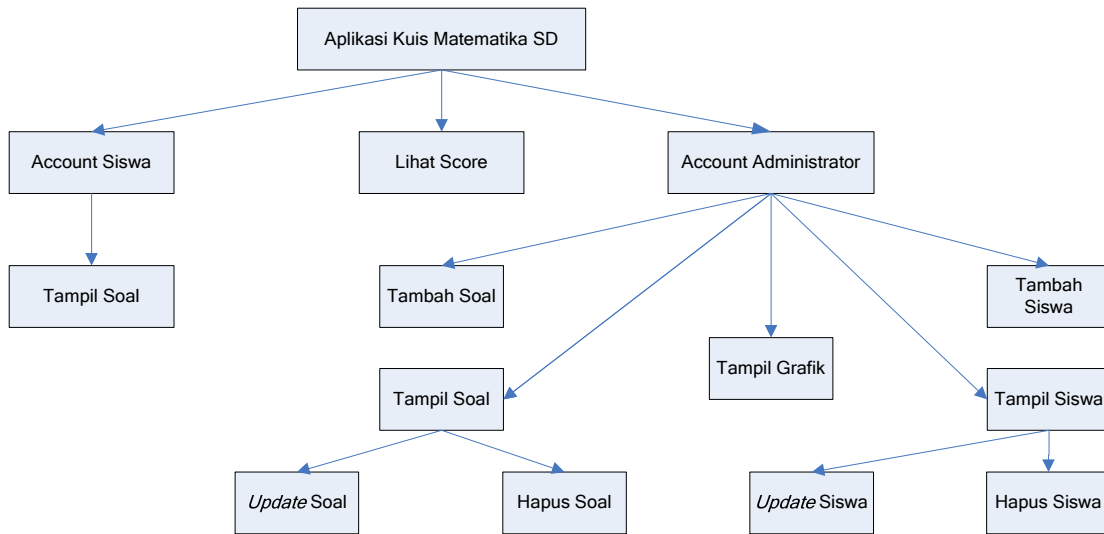 Aplikasi Kuis Matematika SD
Account Siswa
Lihat Score
Account Administrator
Tampil Soal
Tambah Soal
Tambah
Siswa
Tampil Grafik
Tampil Soal
Tampil Siswa
Update Soal
Hapus Soal
Update Siswa
Hapus Siswa